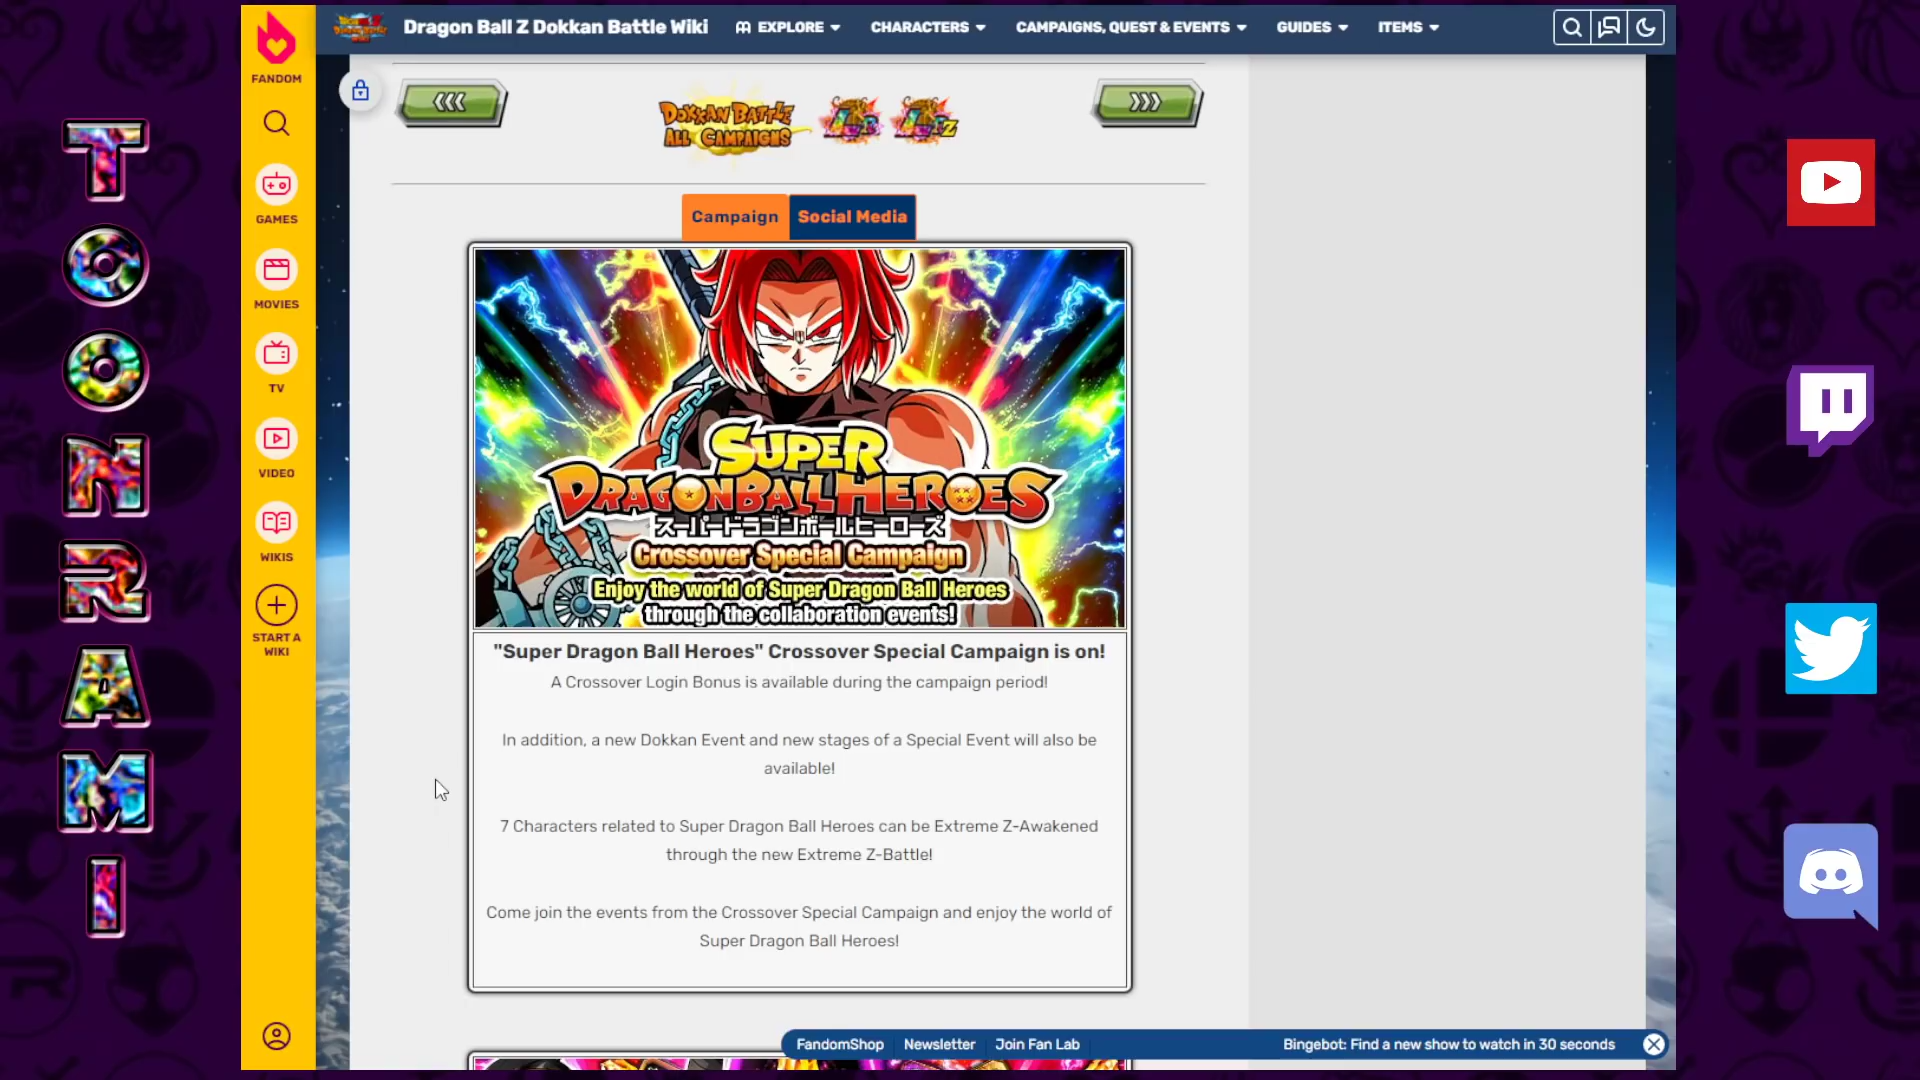 TOONRAMI
FANDOM
GAMES
MOVIES
TV
VIDEO
WIKIS
START A
WIKI
Dragon Ball Z Dokkan Battle Wiki
EXPLORE
CHARACTERS
CAMPAIGNS, QUEST & EVENTS
GUIDES
ITEMS
DOKKAN BATTLE
ALL CAMPAIGNS
Campaign
Social Media
SUPER
DRAGONBALL HEROES
スーパードラゴンボールヒーローズ
Crossover Special Campaign
Enjoy the world of Super Dragon Ball Heroes
through the collaboration events!
"Super Dragon Ball Heroes" Crossover Special Campaign is on!
A Crossover Login Bonus is available during the campaign period!
In addition, a new Dokkan Event and new stages of a Special Event will also be
available!
7 Characters related to Super Dragon Ball Heroes can be Extreme Z-Awakened
through the new Extreme Z-Battle!
Come join the events from the Crossover Special Campaign and enjoy the world of
Super Dragon Ball Heroes!
FandomShop
Newsletter
Join Fan Lab
Bingebot: Find a new show to watch in 30 seconds